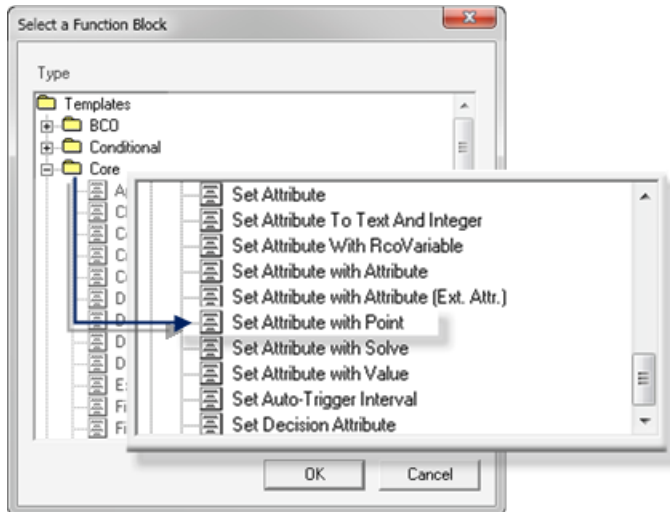 Select a Function Block
Type
Templates
BCO
Conditional
Core
Set Attribute
Set Attribute To Text And Integer
Set Attribute With RcoVariable
Set Attribute with Attribute
Set Attribute with Attribute (Ext. Attr.)
Set Attribute with Point
Set Attribute with Solve
Set Attribute with Value
Set Auto-Trigger Interval
Set Decision Attribute
OK
Cancel